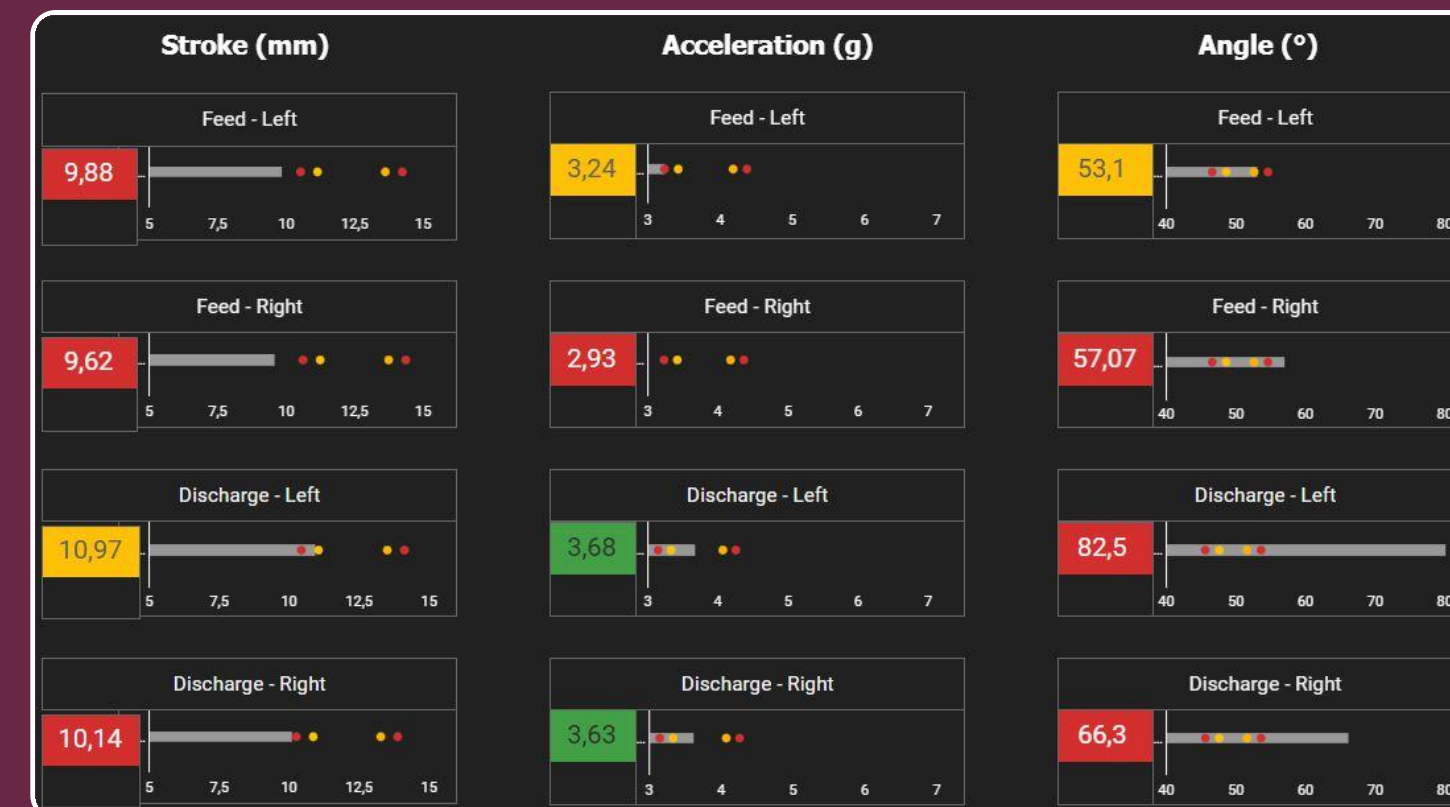 Stroke (mm) Acceleration (g) Angle (°)
Feed - Left Feed - Left Feed - Left
9,88 ... 3,24 ... 53,1 ...
5 7,5 10 12,5 15 3 4 5 6 7 40 50 60 70 80
Feed - Right Feed - Right Feed - Right
9,62 ... 2,93 ... 57,07 ...
5 7,5 10 12,5 15 3 4 5 6 7 40 50 60 70 80
Discharge - Left Discharge - Left Discharge - Left
10,97 ... 3,68 ... 82,5 ...
5 7,5 10 12,5 15 3 4 5 6 7 40 50 60 70 80
Discharge - Right Discharge - Right Discharge - Right
10,14 ... 3,63 ... 66,3 ...
5 7,5 10 12,5 15 3 4 5 6 7 40 50 60 70 80